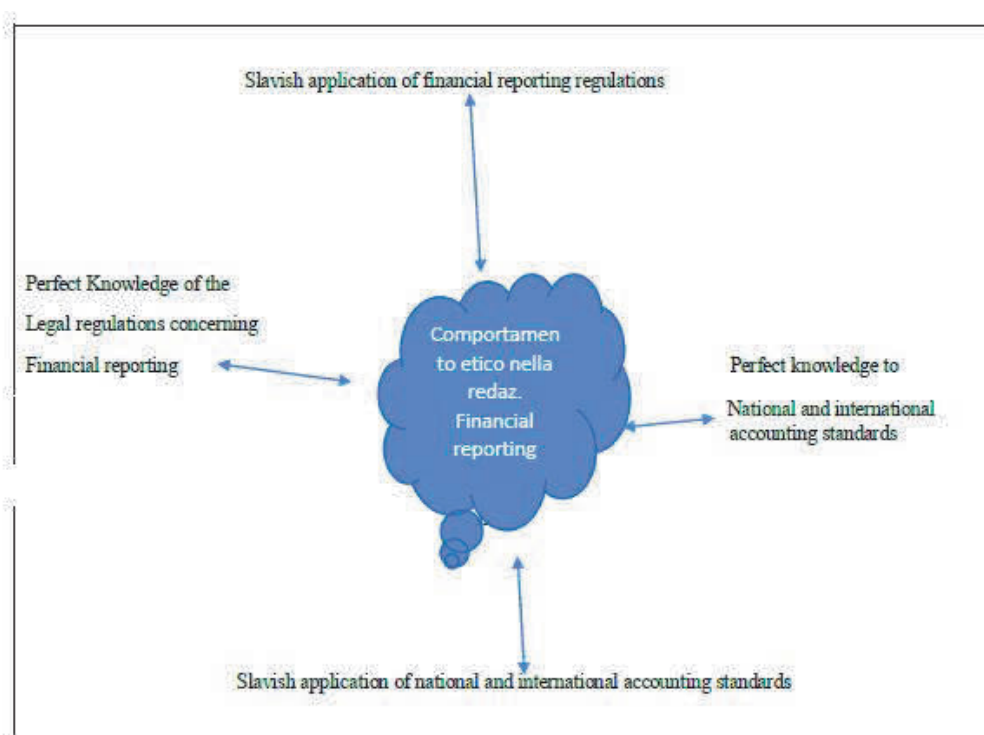 Slavish application of financial reporting regulations
Perfect Knowledge of the
Legal regulations concerning
Financial reporting
Comportamen
to etico nella
redaz.
Financial
reporting
Perfect knowledge to
National and international
accounting standards
Slavish application of national and international accounting standards